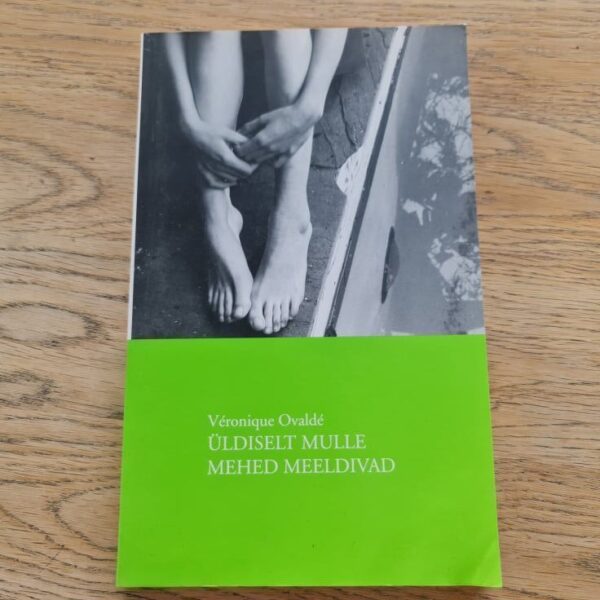 Véronique Ovaldé
ÜLDISELT MULLE
MEHED MEELDIVAD